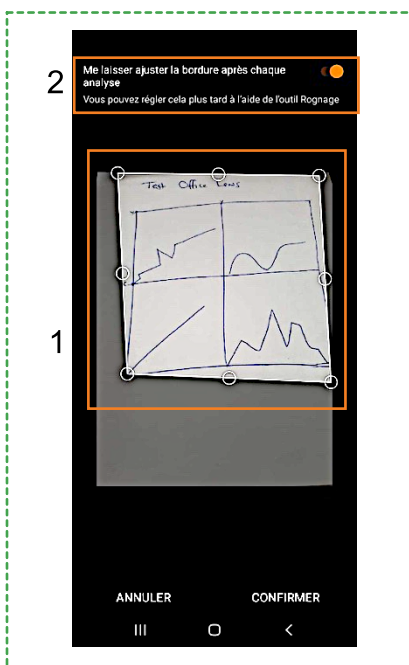 2
Me laisser ajuster la bordure après chaque
analyse
Vous pouvez régler cela plus tard à l'aide de l'outil Rognage
Test Office Lens
1
ANNULER CONFIRMER